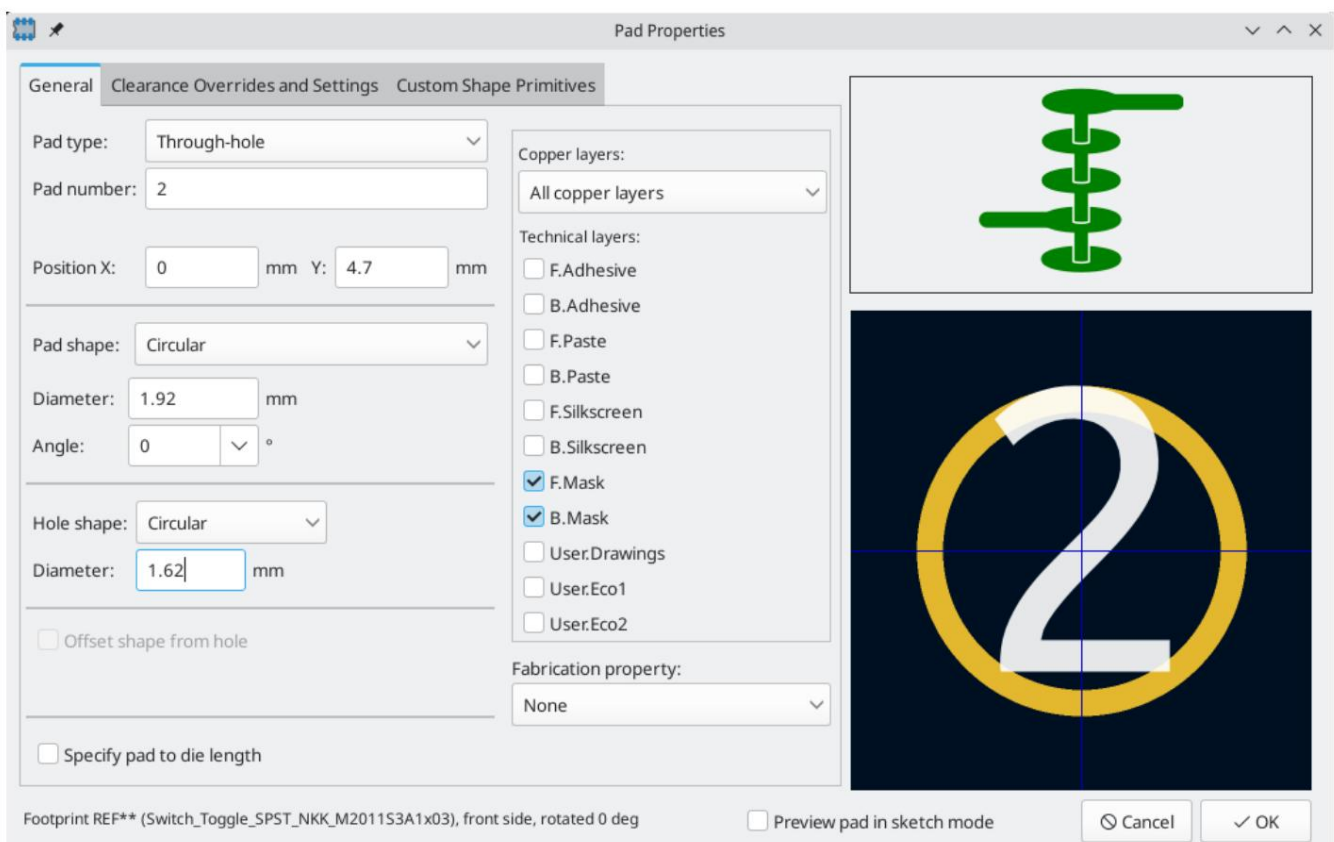 Pad Properties
General Clearance Overrides and Settings Custom Shape Primitives
Pad type: Through-hole
Pad number: 2
Position X: 0 mm Y: 4.7 mm
Pad shape: Circular
Diameter: 1.92 mm
Angle: 0 °
Hole shape: Circular
Diameter: 1.62 mm
Offset shape from hole
Specify pad to die length
Copper layers:
All copper layers
Technical layers:
F.Adhesive
B.Adhesive
F.Paste
B.Paste
F.Silkscreen
B.Silkscreen
F.Mask
B.Mask
User.Drawings
User.Eco1
User.Eco2
Fabrication property:
None
2
Footprint REF** (Switch_Toggle_SPST_NKK_M2011S3A1x03), front side, rotated 0 deg
Preview pad in sketch mode
Cancel
OK